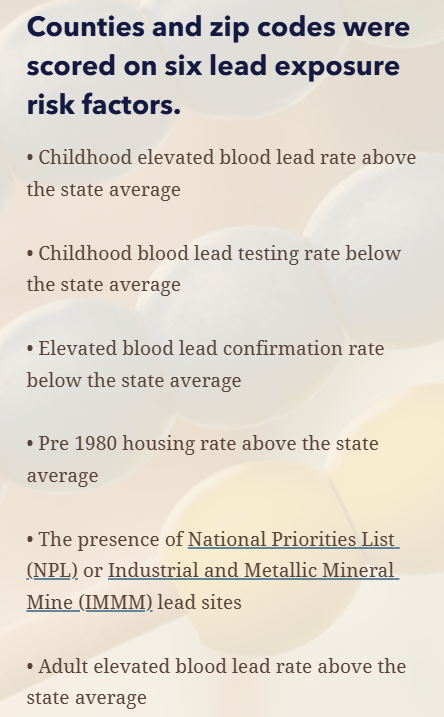 Counties and zip codes were
scored on six lead exposure
risk factors.
• Childhood elevated blood lead rate above
the state average
• Childhood blood lead testing rate below
the state average
• Elevated blood lead confirmation rate
below the state average
• Pre 1980 housing rate above the state
average
• The presence of National Priorities List
(NPL) or Industrial and Metallic Mineral
Mine (IMMM) lead sites
• Adult elevated blood lead rate above the
state average